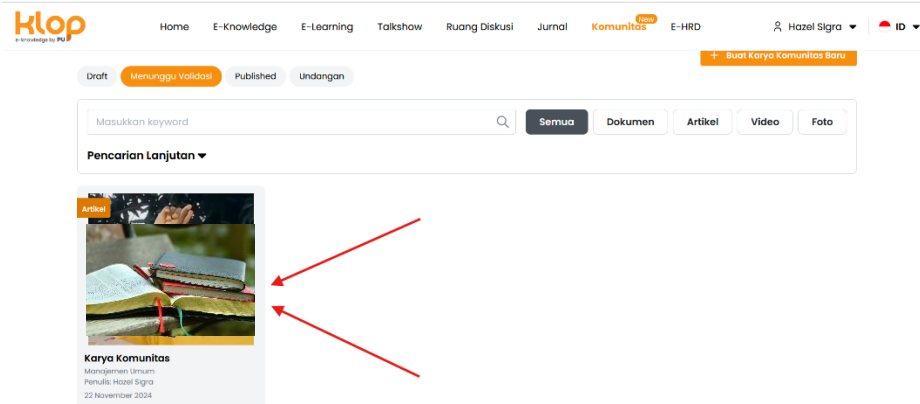 klop
e-knowledge by PU
Home E-Knowledge E-Learning Talkshow Ruang Diskusi Jurnal Komunitas New E-HRD Hazel SIgra ID
+ Buat Karya Komunitas Baru
Draft Menunggu Validasi Published Undangan
Masukkan keyword Semua Dokumen Artikel Video Foto
Pencarian Lanjutan
Artikel
Karya Komunitas
Manajemen Umum
Penulis: Hazel Sigra
22 November 2024